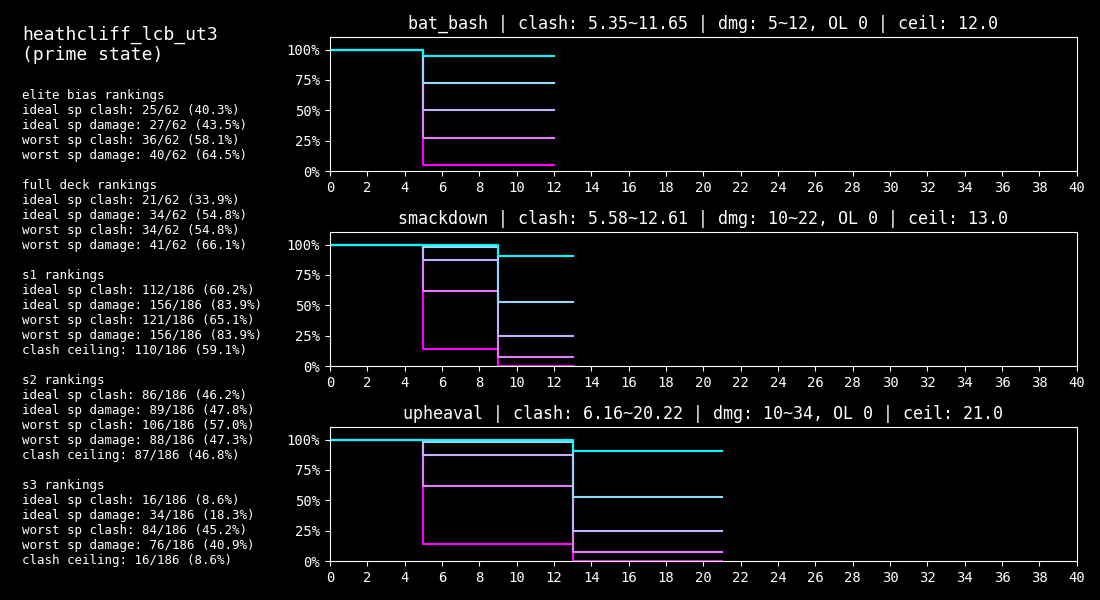 heathcliff_lcb_ut3
(prime state)
elite bias rankings
ideal sp clash: 25/62 (40.3%)
ideal sp damage: 27/62 (43.5%)
worst sp clash: 36/62 (58.1%)
worst sp damage: 40/62 (64.5%)
full deck rankings
ideal sp clash: 21/62 (33.9%)
ideal sp damage: 34/62 (54.8%)
worst sp clash: 34/62 (54.8%)
worst sp damage: 41/62 (66.1%)
s1 rankings
ideal sp clash: 112/186 (60.2%)
ideal sp damage: 156/186 (83.9%)
worst sp clash: 121/186 (65.1%)
worst sp damage: 156/186 (83.9%)
clash ceiling: 110/186 (59.1%)
s2 rankings
ideal sp clash: 86/186 (46.2%)
ideal sp damage: 89/186 (47.8%)
worst sp clash: 106/186 (57.0%)
worst sp damage: 88/186 (47.3%)
clash ceiling: 87/186 (46.8%)
s3 rankings
ideal sp clash: 16/186 (8.6%)
ideal sp damage: 34/186 (18.3%)
worst sp clash: 84/186 (45.2%)
worst sp damage: 76/186 (40.9%)
clash ceiling: 16/186 (8.6%)
bat_bash | clash: 5.35~11.65 | dmg: 5~12, OL 0 | ceil: 12.0
100%
75%
50%
25%
0%
0 2 4 6 8 10 12 14 16 18 20 22 24 26 28 30 32 34 36 38 40
smackdown | clash: 5.58~12.61 | dmg: 10~22, OL 0 | ceil: 13.0
100%
75%
50%
25%
0%
0 2 4 6 8 10 12 14 16 18 20 22 24 26 28 30 32 34 36 38 40
upheaval | clash: 6.16~20.22 | dmg: 10~34, OL 0 | ceil: 21.0
100%
75%
50%
25%
0%
0 2 4 6 8 10 12 14 16 18 20 22 24 26 28 30 32 34 36 38 40